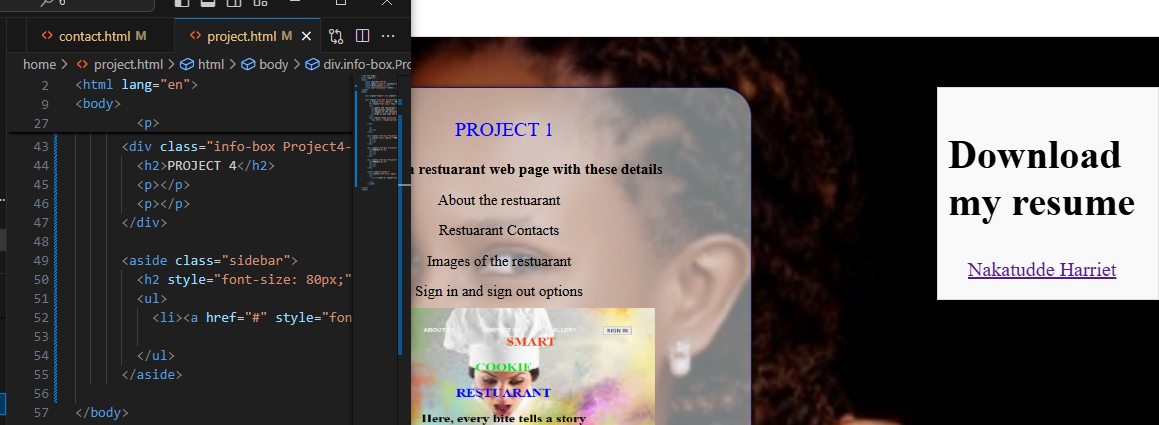 6
contact.html M
project.html M
home > project.html > html > body > div.info-box.Pro
2 <html lang="en">
9 <body>
27 <p>
43 <div class="info-box Project4-
44 <h2>PROJECT 4</h2>
45 <p></p>
46 <p></p>
47 </div>
48
49 <aside class="sidebar">
50 <h2 style="font-size: 80px;"
51 <ul>
52 <li><a href="#" style="fon
53
54 </ul>
55 </aside>
56
57 </body>
PROJECT 1
restuarant web page with these details
About the restuarant
Restuarant Contacts
Images of the restuarant
Sign in and sign out options
SIGN IN
SMART
COOKIE
RESTUARANT
Here, every bite tells a story
Download
my resume
Nakatudde Harriet